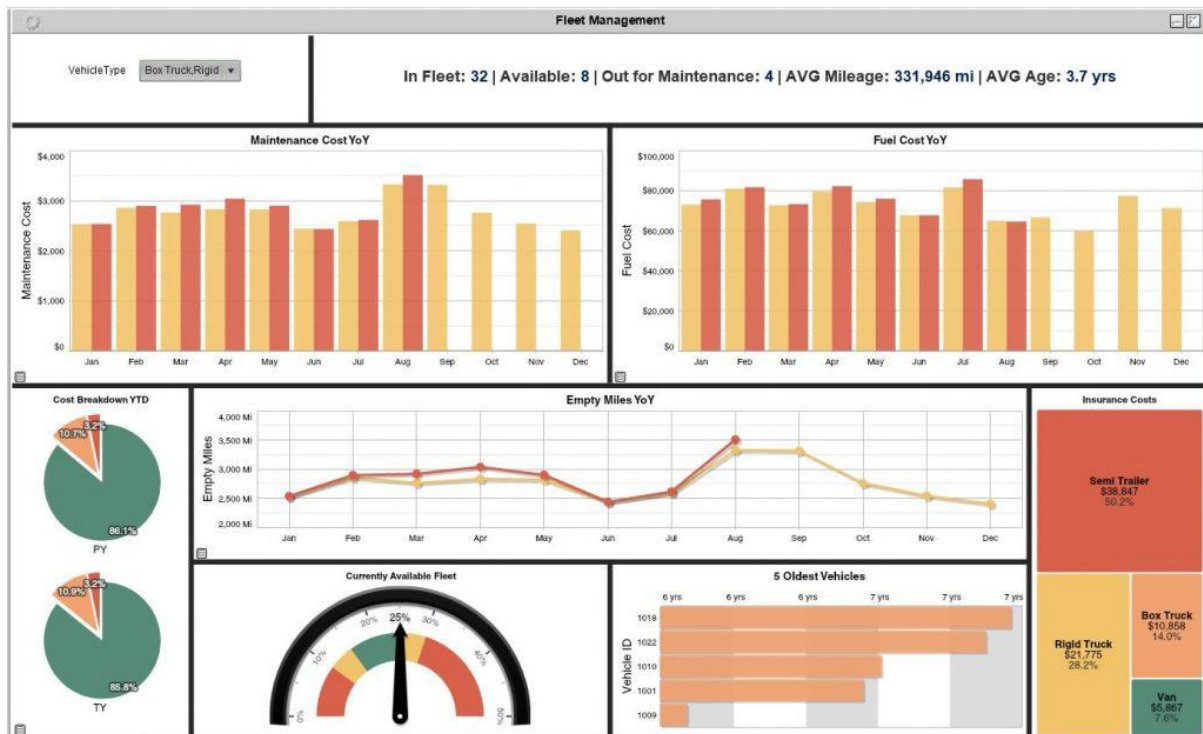 Fleet Management
VehicleType
Box Truck,Rigid
In Fleet: 32 | Available: 8 | Out for Maintenance: 4 | AVG Mileage: 331,946 mi | AVG Age: 3.7 yrs
Maintenance Cost YoY
Maintenance Cost
$4,000
$3,000
$2,000
$1,000
$0
Jan Feb Mar Apr May Jun Jul Aug Sep Oct Nov Dec
Fuel Cost YoY
Fuel Cost
$100,000
$80,000
$60,000
$40,000
$20,000
$0
Jan Feb Mar Apr May Jun Jul Aug Sep Oct Nov Dec
Cost Breakdown YTD
3.2%
10.7%
86.1%
PY
3.2%
10.9%
85.8%
TY
Empty Miles YoY
Empty Miles
4,000 Mi
3,500 Mi
3,000 Mi
2,500 Mi
2,000 Mi
Jan Feb Mar Apr May Jun Jul Aug Sep Oct Nov Dec
Currently Available Fleet
0%
10%
20%
25%
40%
50%
5 Oldest Vehicles
6 yrs 6 yrs 6 yrs 7 yrs 7 yrs 7 yrs
Vehicle ID
1018
1022
1010
1001
1009
Insurance Costs
Semi Trailer
$38,847
50.2%
Rigid Truck
$21,775
28.2%
Box Truck
$10,858
14.0%
Van
$5,867
7.6%